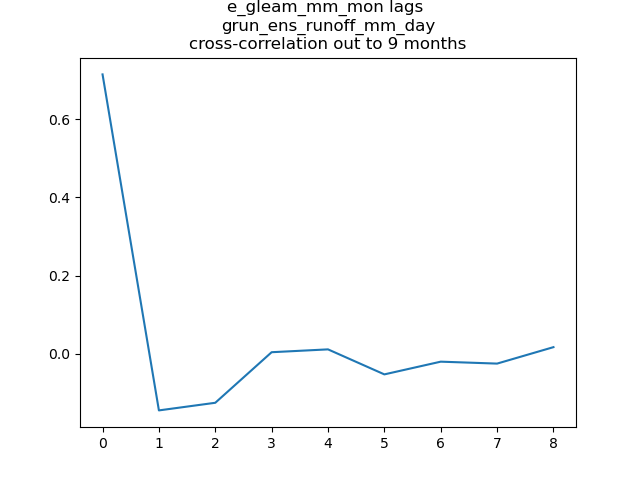 e_gleam_mm_mon lags
grun_ens_runoff_mm_day
cross-correlation out to 9 months
0.6
0.4
0.2
0.0
0 1 2 3 4 5 6 7 8